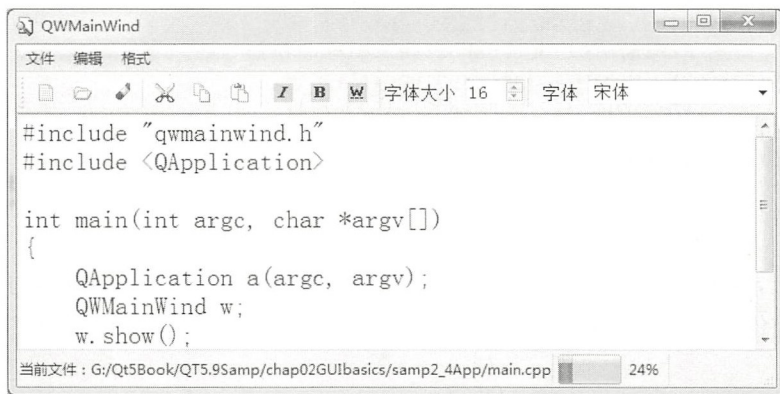 QWMainWind
文件 编辑 格式
I B W 字体大小 16 字体 宋体
#include "qwmainwind.h"
#include <QApplication>
int main(int argc, char *argv[])
{
QApplication a(argc, argv);
QWMainWind w;
w.show();
当前文件：G:/Qt5Book/QT5.9Samp/chap02GUIbasics/samp2_4App/main.cpp 24%